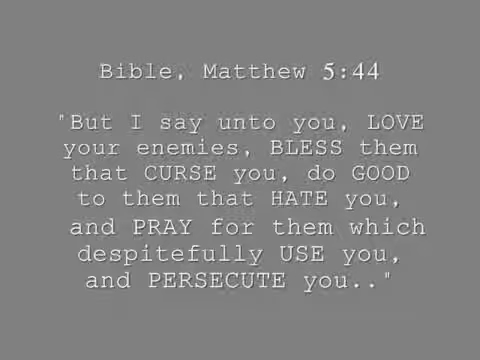 Bible, Matthew 5:44
"But I say unto you, LOVE
your enemies, BLESS them
that CURSE you, do GOOD
to them that HATE you,
and PRAY for them which
despitefully USE you,
and PERSECUTE you.."